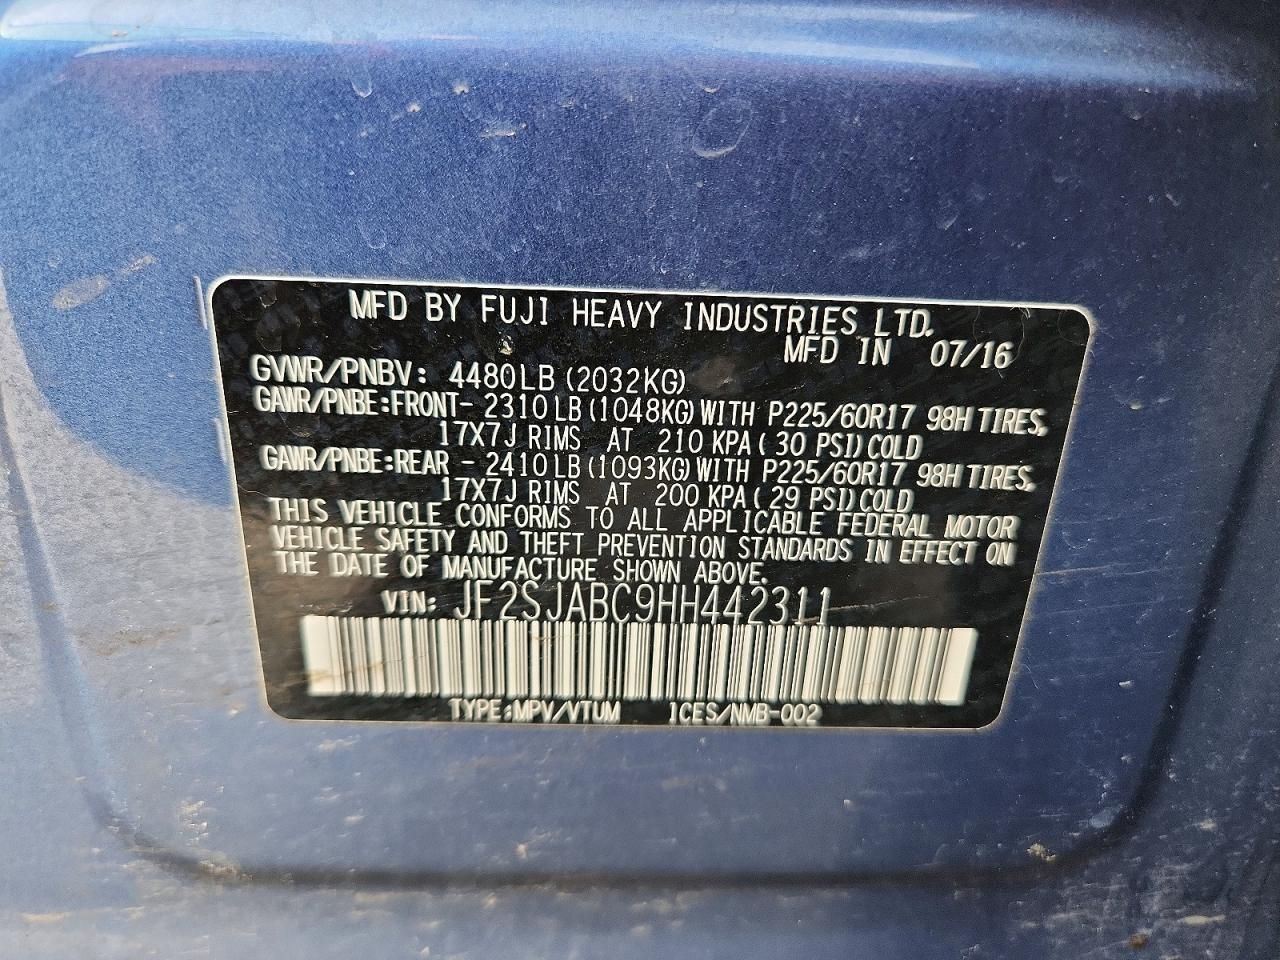 MFD BY FUJI HEAVY INDUSTRIES LTD.
MFD IN 07/16
GVWR/PNBV: 4480LB (2032KG)
GAWR/PNBE:FRONT- 2310 LB (1048KG) WITH P225/60R17 98H TIRES,
17X7J RIMS AT 210 KPA ( 30 PSI) COLD
GAWR/PNBE:REAR - 2410 LB (1093KG) WITH P225/60R17 98H TIRES,
17X7J RIMS AT 200 KPA ( 29 PSI) COLD
THIS VEHICLE CONFORMS TO ALL APPLICABLE FEDERAL MOTOR
VEHICLE SAFETY AND THEFT PREVENTION STANDARDS IN EFFECT ON
THE DATE OF MANUFACTURE SHOWN ABOVE.
VIN: JF2SJABC9HH442311
TYPE:MPV/VTUM ICES/NMB-002